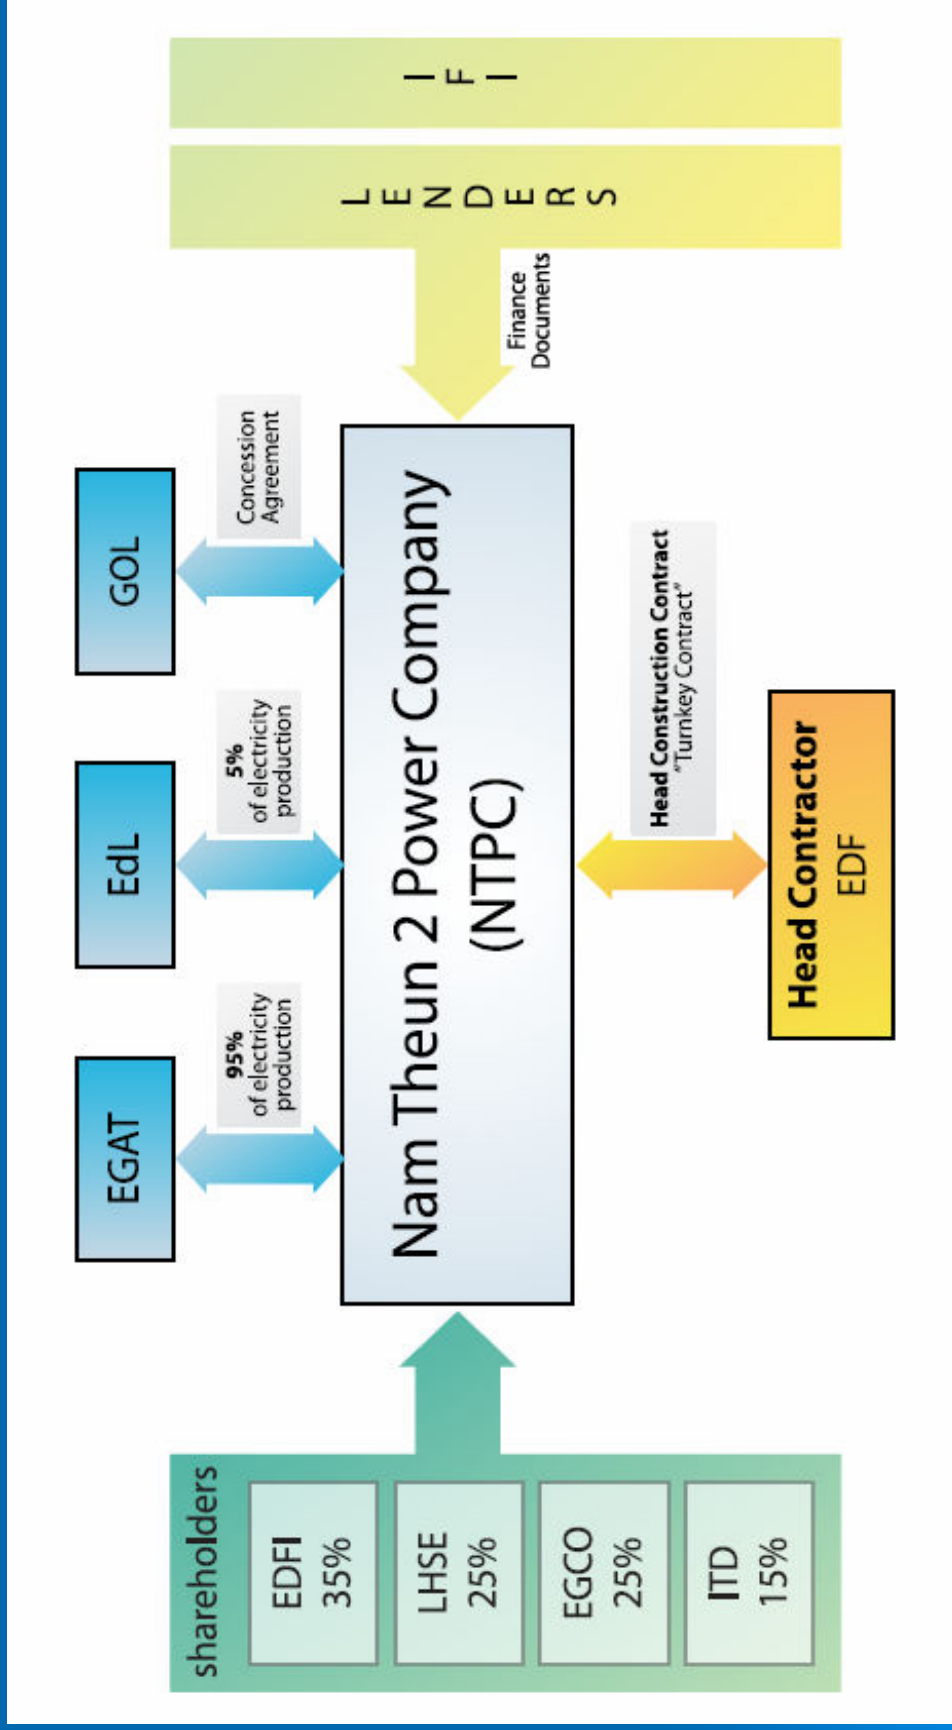 EGAT
EdL
GOL
95%
of electricity
production
5%
of electricity
production
Concession
Agreement
shareholders
EDFI
35%
LHSE
25%
EGCO
25%
ITD
15%
Nam Theun 2 Power Company
(NTPC)
Finance
Documents
LENDERS
IFI
Head Construction Contract
"Turnkey Contract"
Head Contractor
EDF